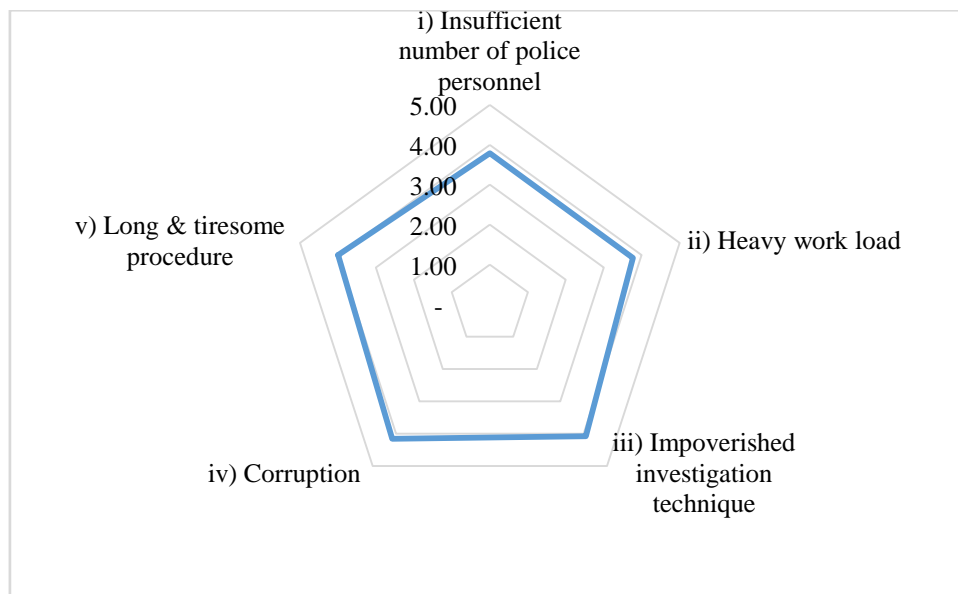 i) Insufficient
number of police
personnel
5.00
4.00
3.00
2.00
1.00
-
ii) Heavy work load
iii) Impoverished
investigation
technique
iv) Corruption
v) Long & tiresome
procedure